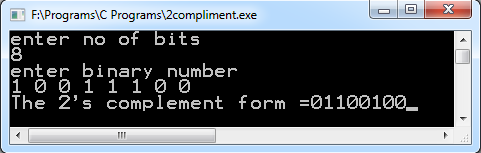 F:\Programs\C Programs\2compliment.exe
enter no of bits
8
enter binary number
1 0 0 1 1 1 0 0
The 2's complement form =01100100_